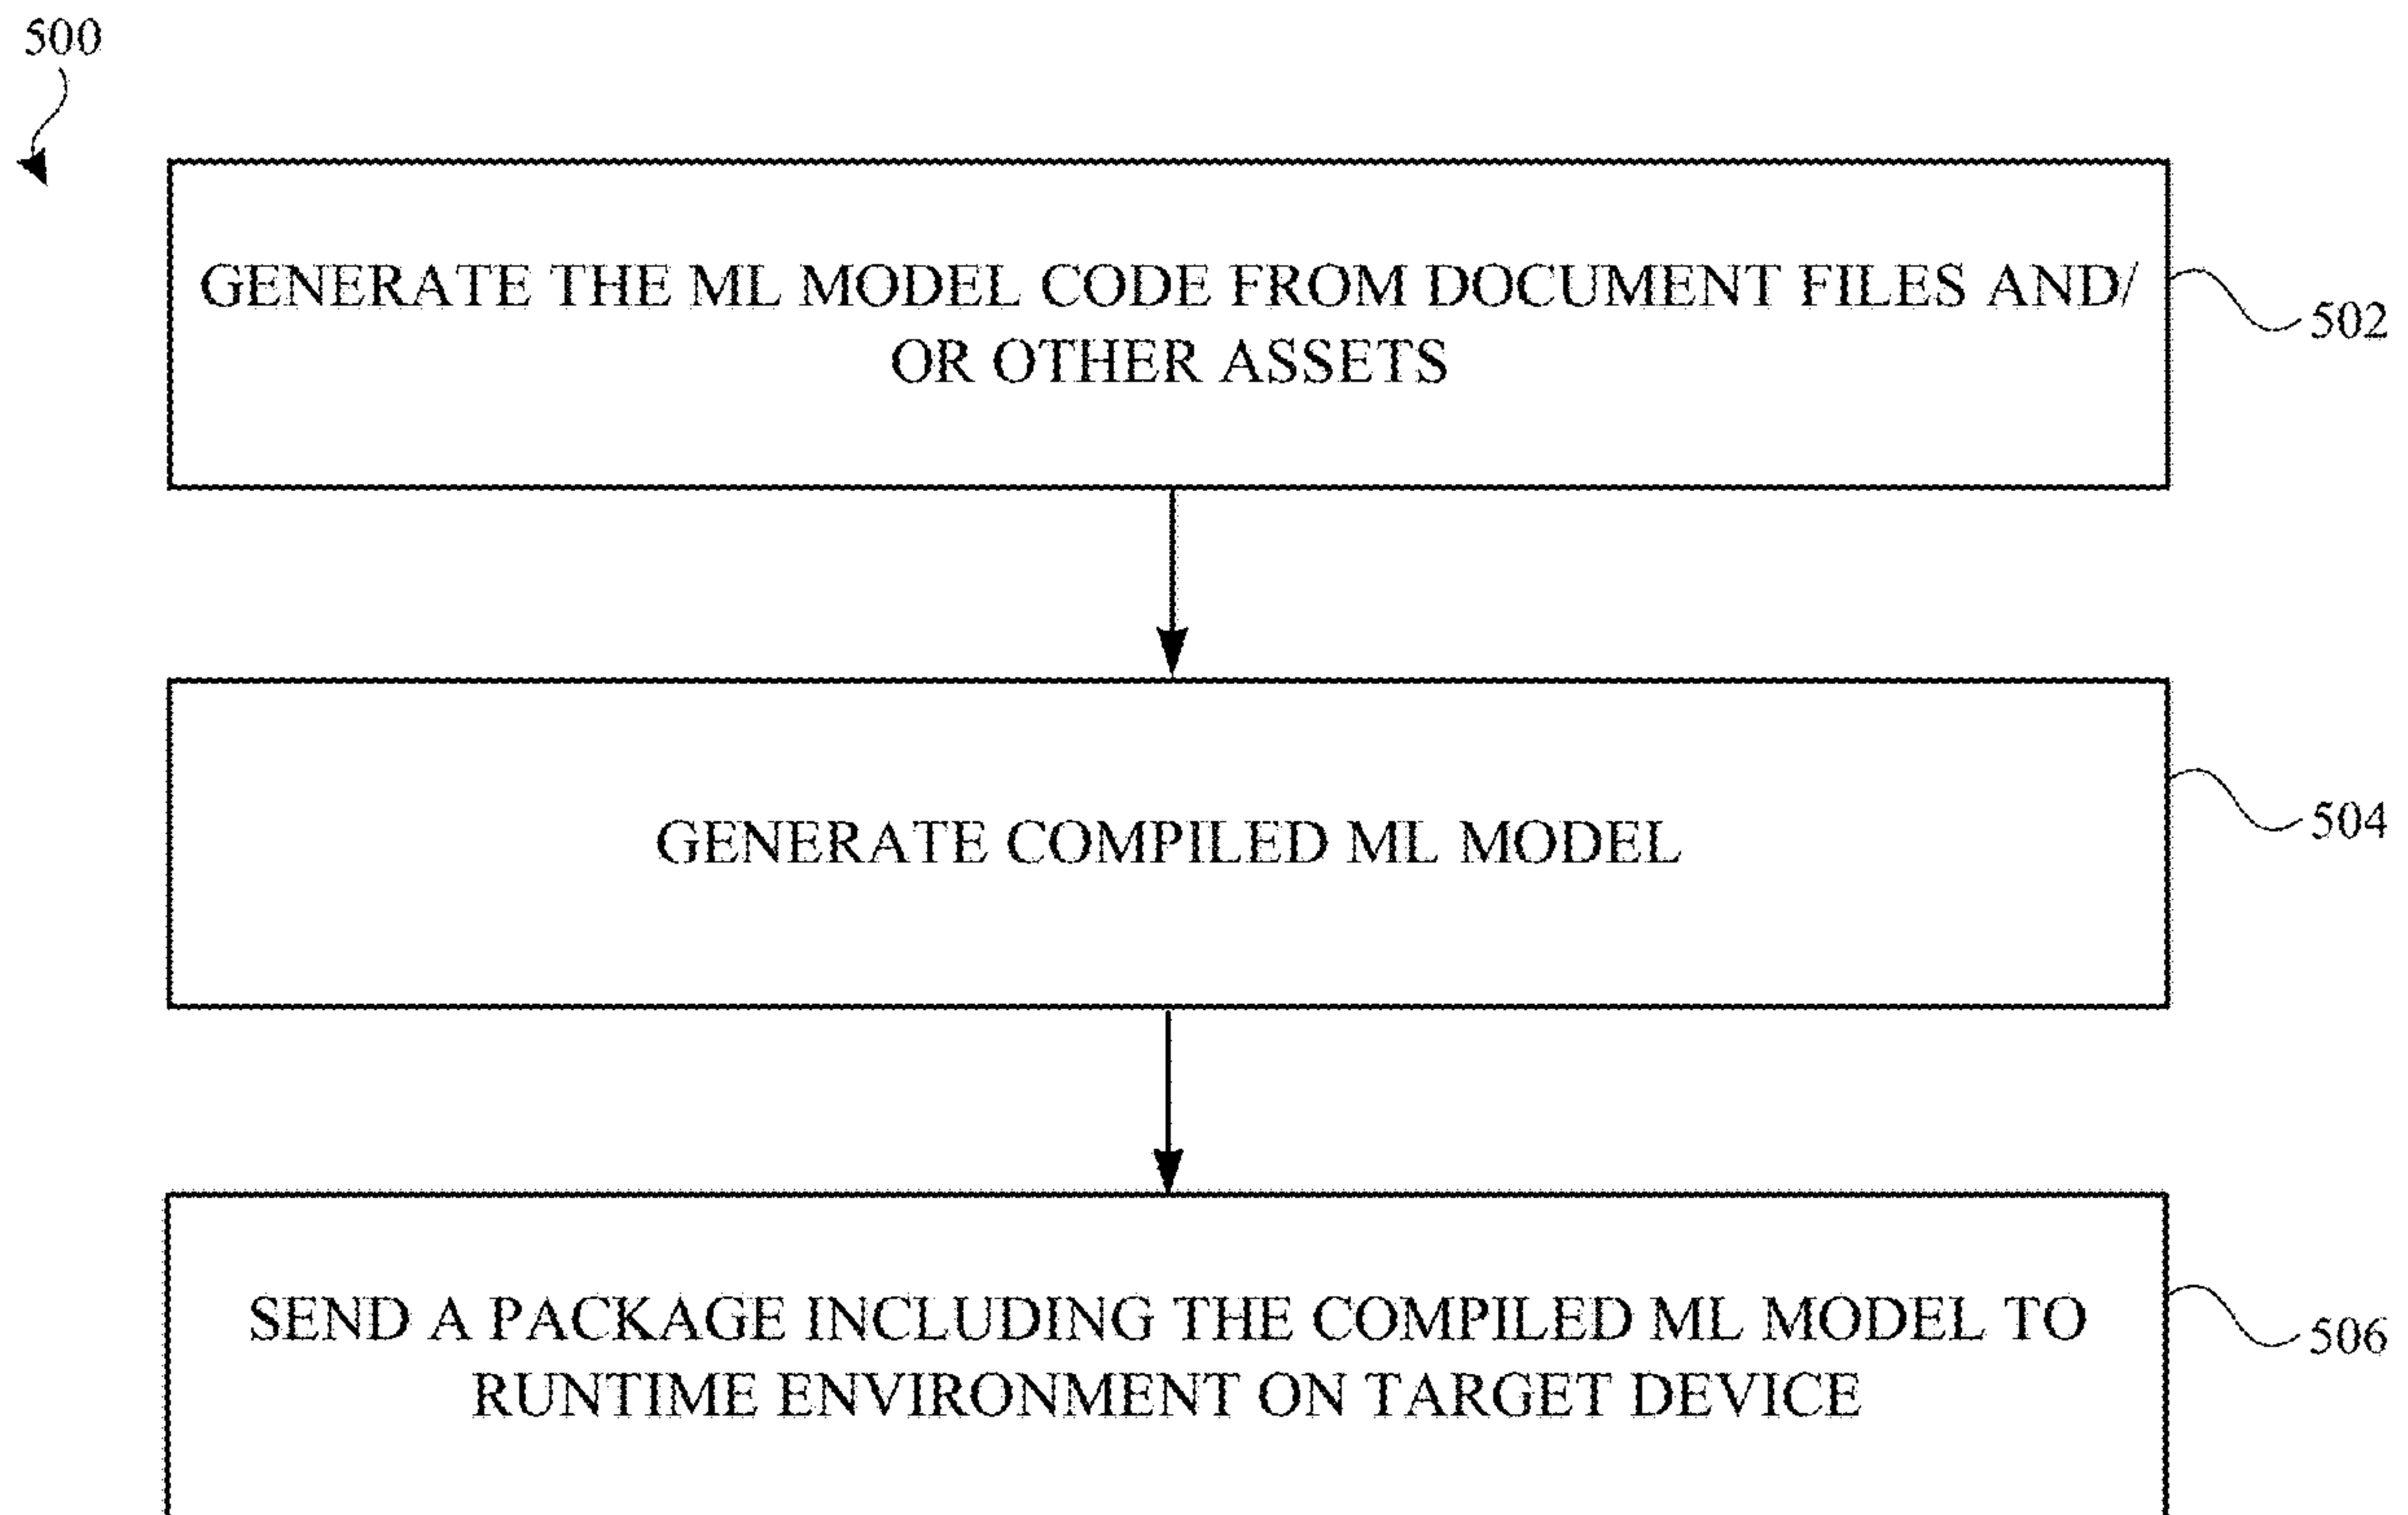 500
GENERATE THE ML MODEL CODE FROM DOCUMENT FILES AND/
OR OTHER ASSETS
502
GENERATE COMPILED ML MODEL
504
SEND A PACKAGE INCLUDING THE COMPILED ML MODEL TO
RUNTIME ENVIRONMENT ON TARGET DEVICE
506